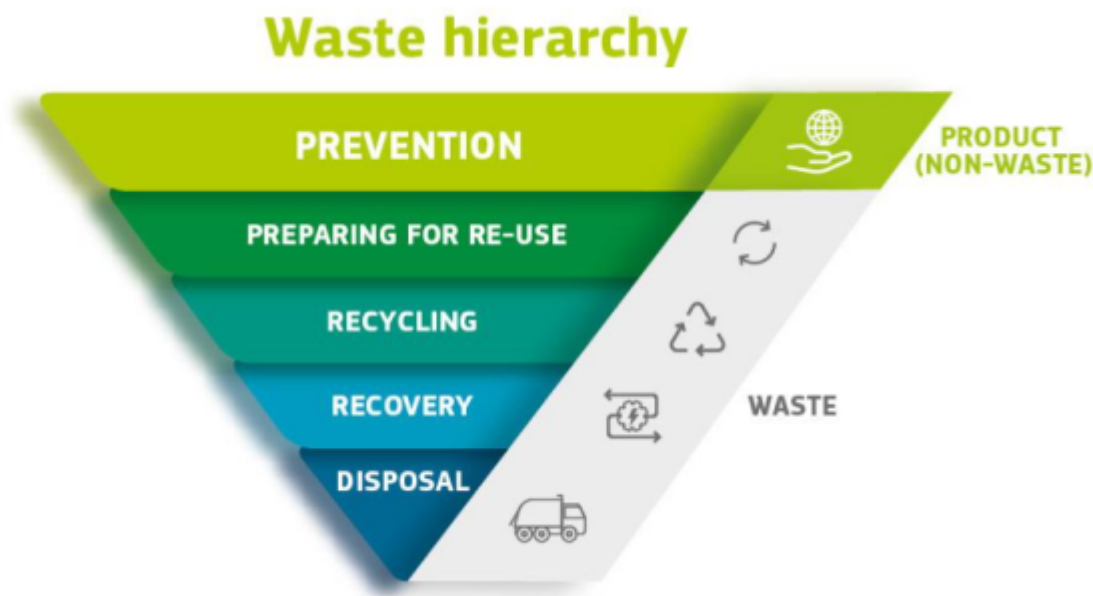 Waste hierarchy
PREVENTION
PRODUCT
(NON-WASTE)
PREPARING FOR RE-USE
RECYCLING
RECOVERY
WASTE
DISPOSAL